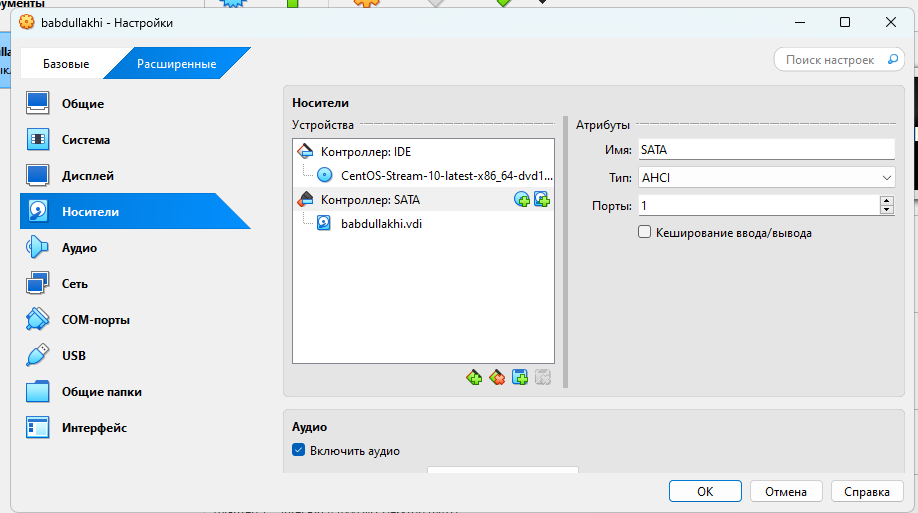 рументы
babdullakhi - Настройки
Базовые
Расширенные
Поиск настроек
Общие
Система
Дисплей
Носители
Аудио
Сеть
COM-порты
USB
Общие папки
Интерфейс
Носители
Устройства
Контроллер: IDE
CentOS-Stream-10-latest-x86_64-dvd1...
Контроллер: SATA
babdullakhi.vdi
Атрибуты
Имя: SATA
Тип: AHCI
Порты: 1
Кеширование ввода/вывода
Аудио
Включить аудио
OK
Отмена
Справка